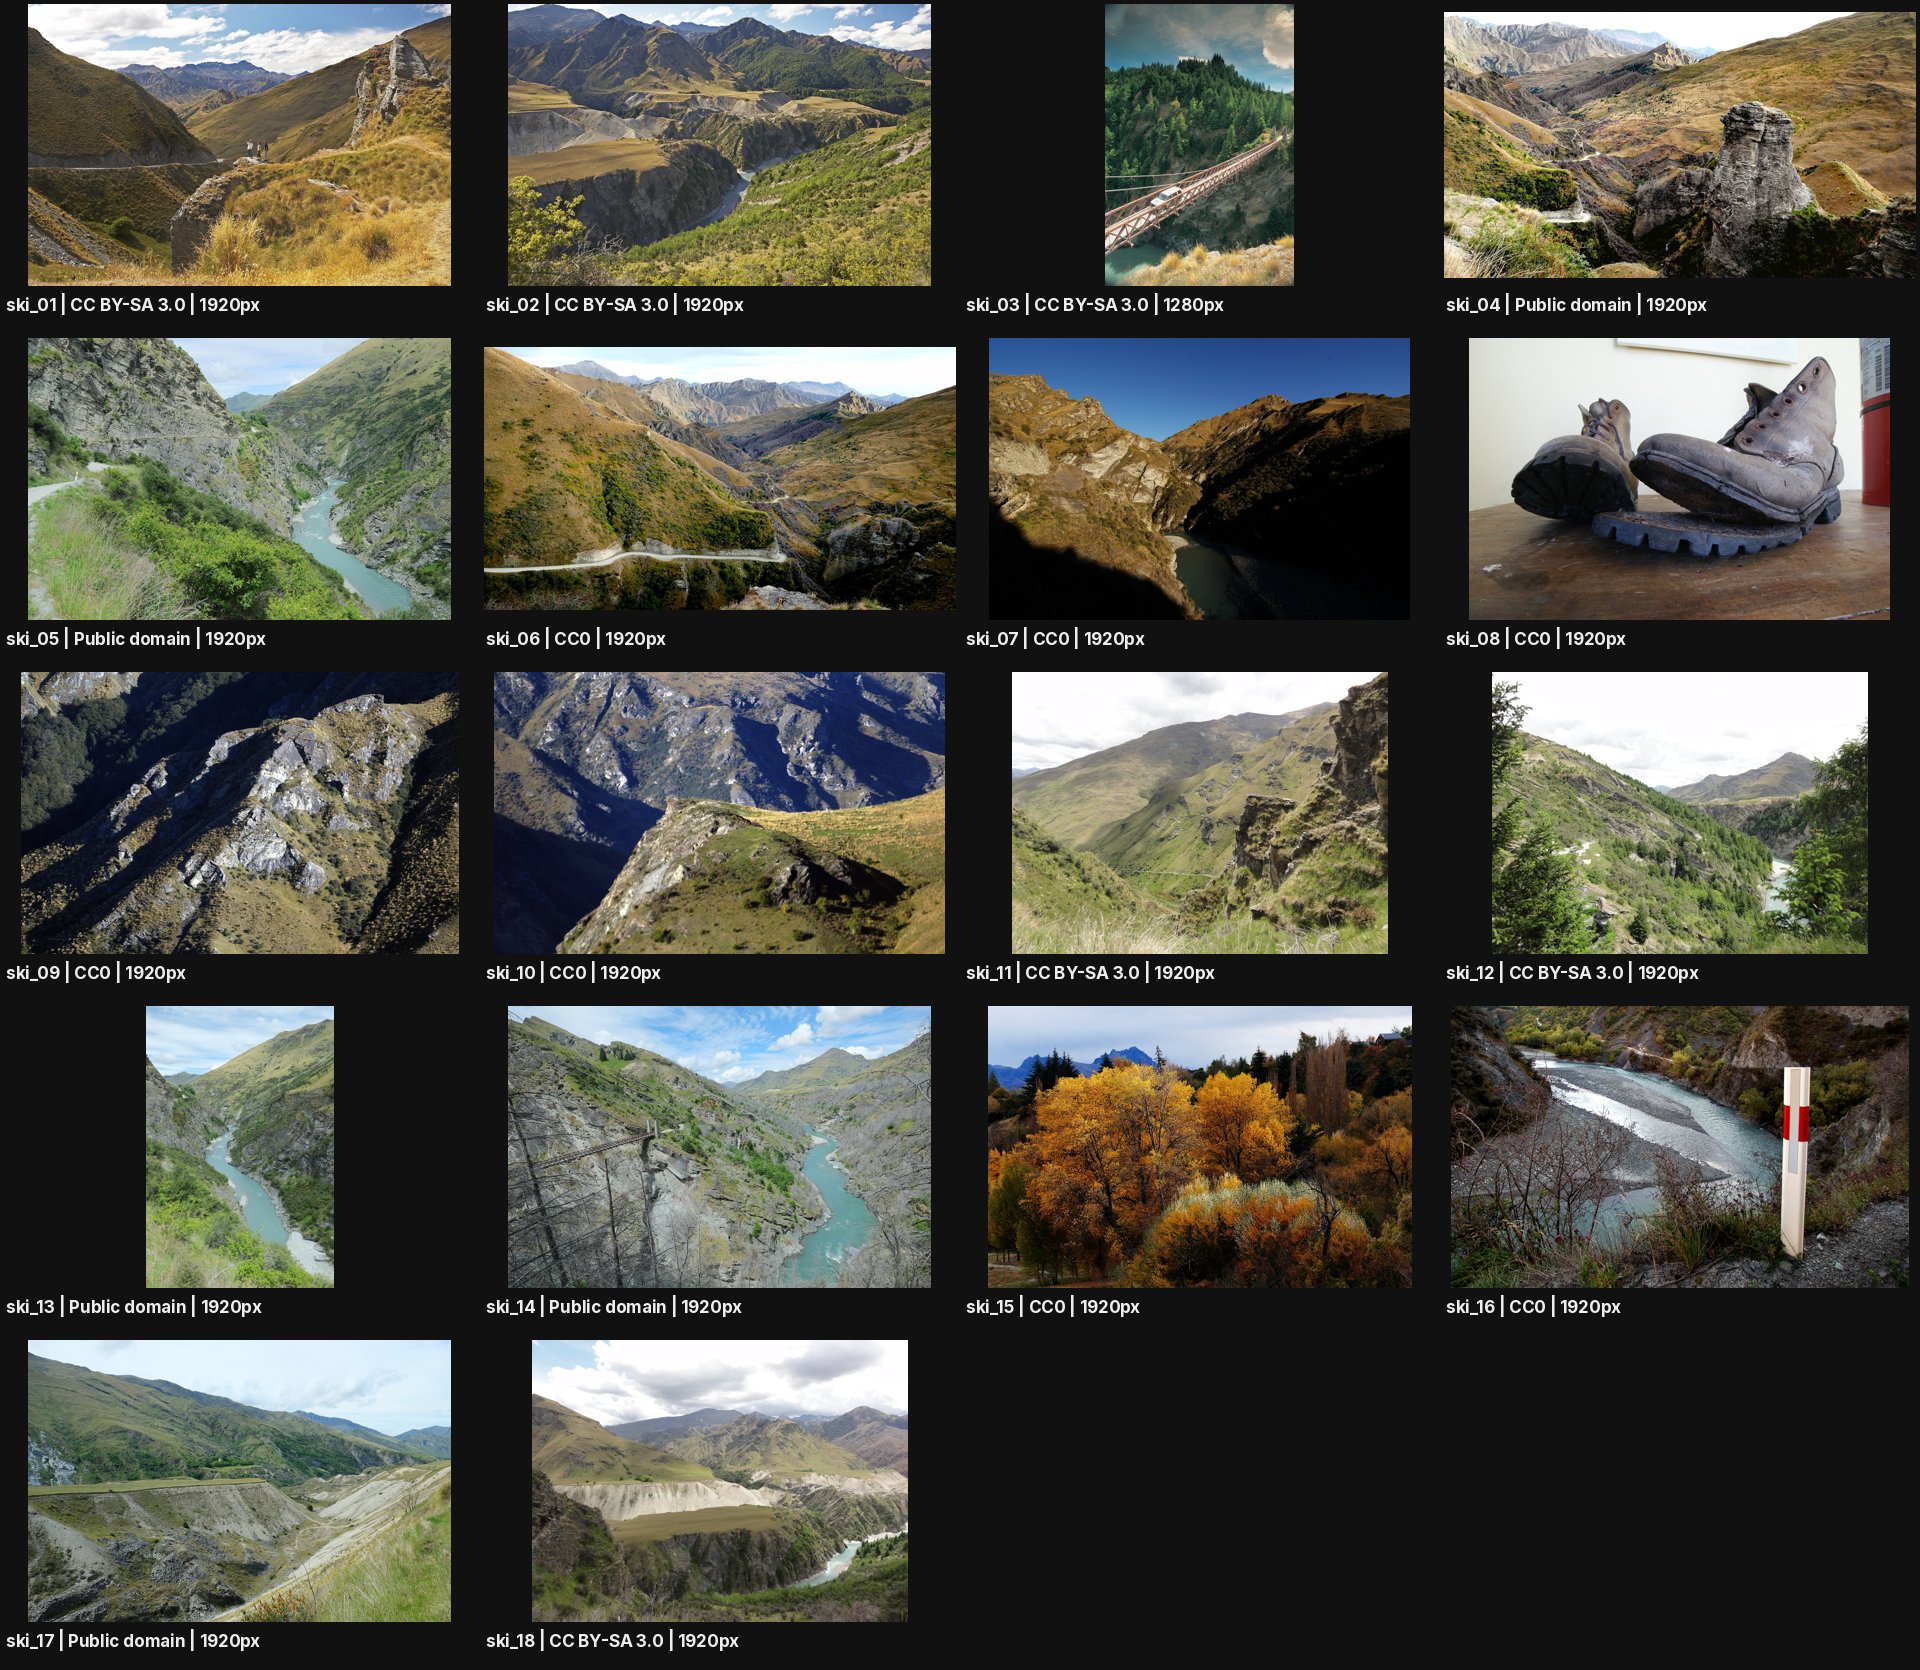 ski_01 | CC BY-SA 3.0 | 1920px
ski_02 | CC BY-SA 3.0 | 1920px
ski_03 | CC BY-SA 3.0 | 1280px
ski_04 | Public domain | 1920px
ski_05 | Public domain | 1920px
ski_06 | CC0 | 1920px
ski_07 | CC0 | 1920px
ski_08 | CC0 | 1920px
ski_09 | CC0 | 1920px
ski_10 | CC0 | 1920px
ski_11 | CC BY-SA 3.0 | 1920px
ski_12 | CC BY-SA 3.0 | 1920px
ski_13 | Public domain | 1920px
ski_14 | Public domain | 1920px
ski_15 | CC0 | 1920px
ski_16 | CC0 | 1920px
ski_17 | Public domain | 1920px
ski_18 | CC BY-SA 3.0 | 1920px